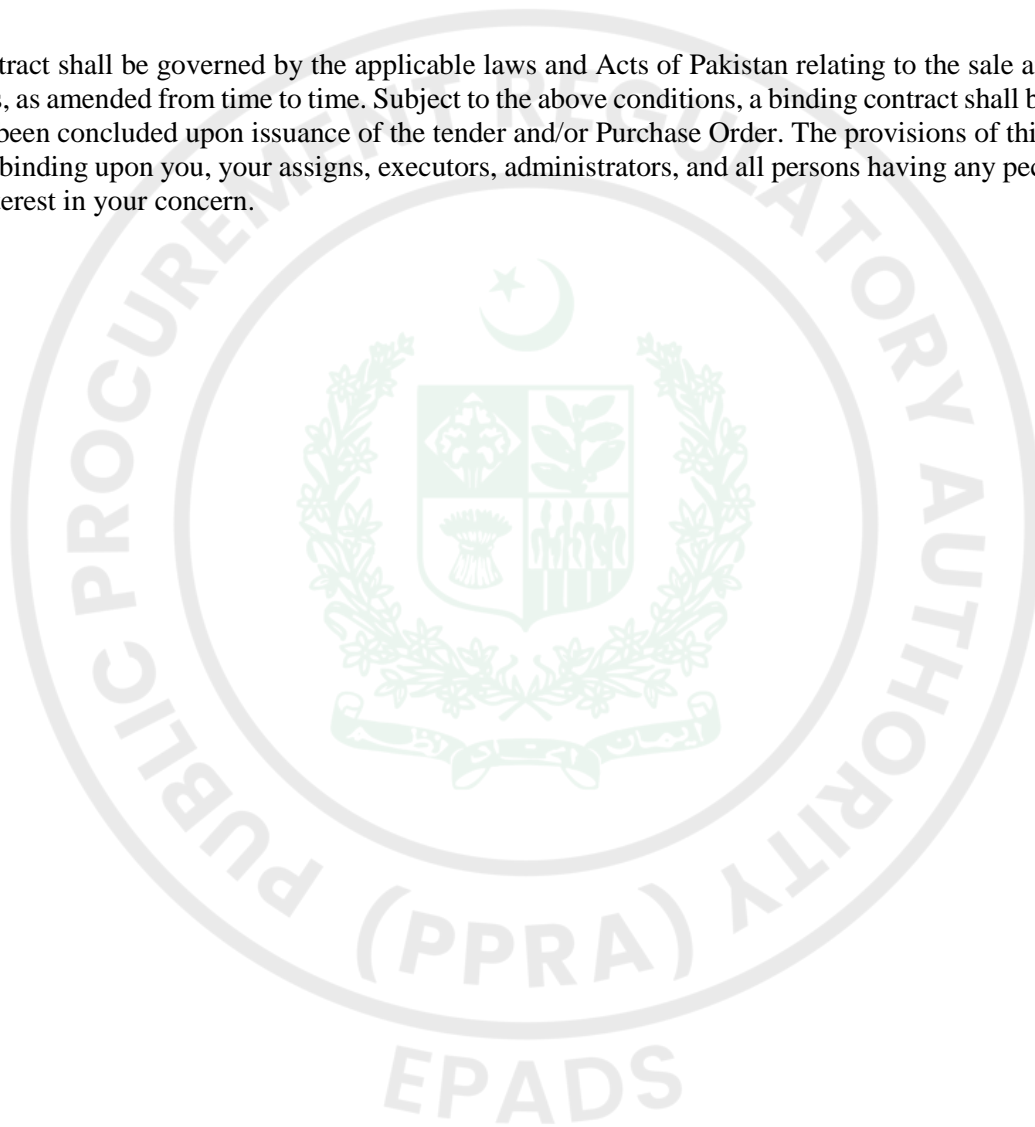 tract shall be governed by the applicable laws and Acts of Pakistan relating to the sale a
, as amended from time to time. Subject to the above conditions, a binding contract shall b
been concluded upon issuance of the tender and/or Purchase Order. The provisions of thi
binding upon you, your assigns, executors, administrators, and all persons having any pec
erest in your concern.
PUBLIC PROCUREMENT REGULATORY AUTHORITY
(PPRA)
EPADS